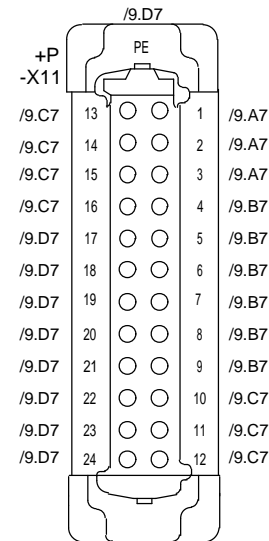 /9.D7
+P PE
-X11
/9.C7 13 1 /9.A7
/9.C7 14 2 /9.A7
/9.C7 15 3 /9.A7
/9.C7 16 4 /9.B7
/9.D7 17 5 /9.B7
/9.D7 18 6 /9.B7
/9.D7 19 7 /9.B7
/9.D7 20 8 /9.B7
/9.D7 21 9 /9.B7
/9.D7 22 10 /9.C7
/9.D7 23 11 /9.C7
/9.D7 24 12 /9.C7